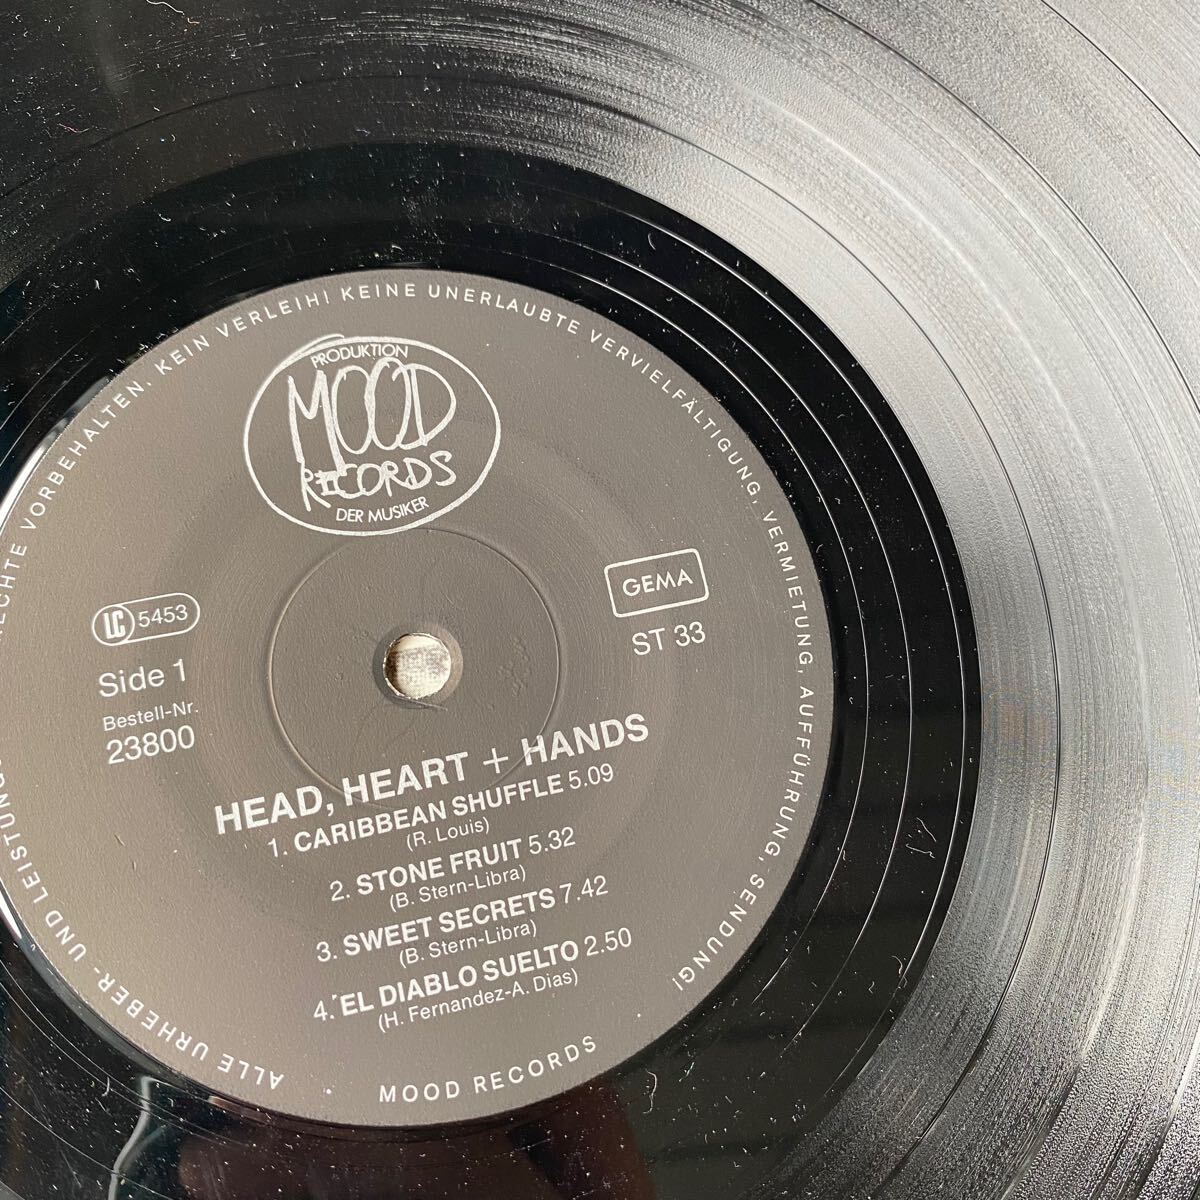 PRODUKTION
MOOD
RECORDS
DER MUSIKER
LC 5453
GEMA
ST 33
Side 1
Bestell-Nr.
23800
HEAD, HEART + HANDS
1. CARIBBEAN SHUFFLE 5.09
(R. Louis)
2. STONE FRUIT 5.32
(B. Stern-Libra)
3. SWEET SECRETS 7.42
(B. Stern-Libra)
4. EL DIABLO SUELTO 2.50
(H. Fernandez-A. Dias)
ALLE URHEBER- UND LEISTUNGS RECHTE VORBEHALTEN. KEIN VERLEIH! KEINE UNERLAUBTE VERVIELFÄLTIGUNG, VERMIETUNG, AUFFÜHRUNG, SENDUNG!
MOOD RECORDS